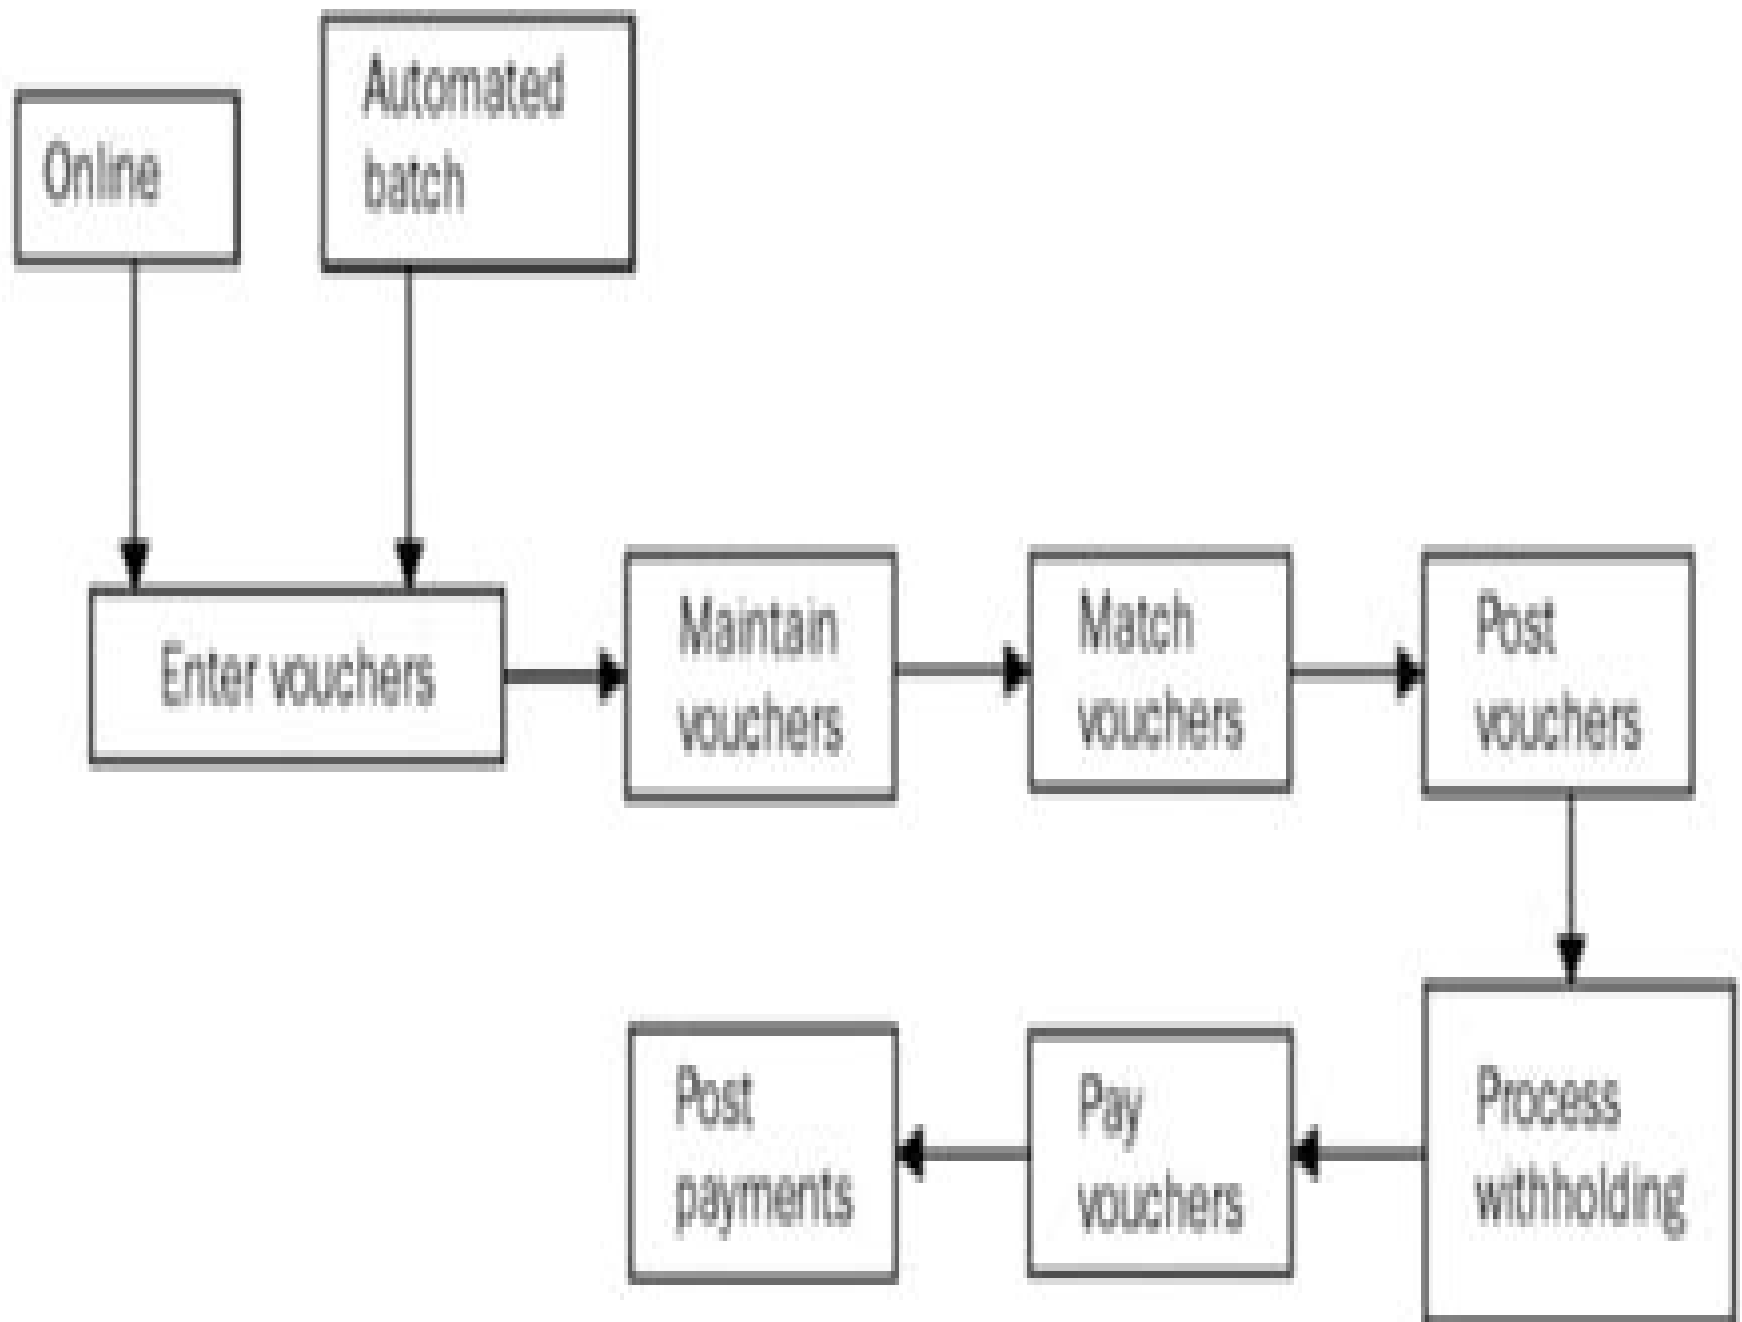 Online
Automated
batch
Enter vouchers
Maintain
vouchers
Match
vouchers
Post
vouchers
Process
withholding
Pay
vouchers
Post
payments